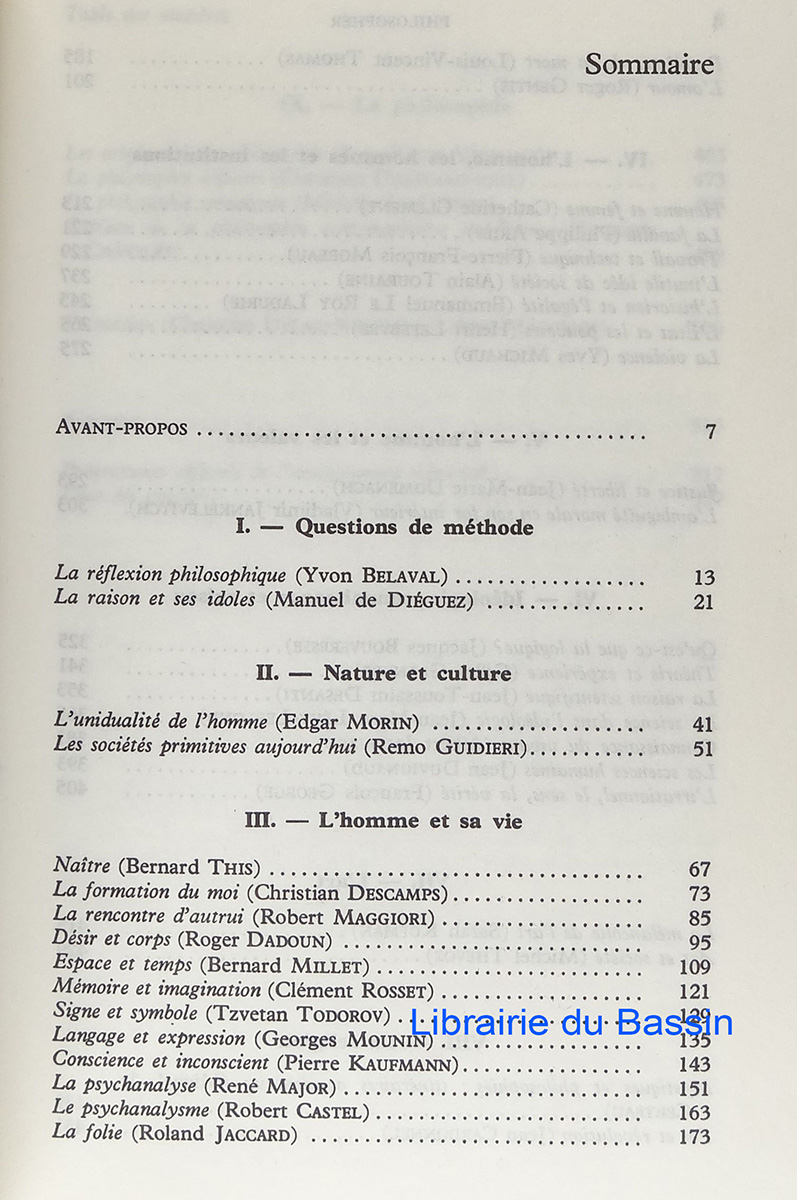 Sommaire
AVANT-PROPOS ........................................ 7
I. — Questions de méthode
La réflexion philosophique (Yvon BELAVAL) .................. 13
La raison et ses idoles (Manuel de DIÉGUEZ) ............... 21
II. — Nature et culture
L'unidualité de l'homme (Edgar MORIN) .................... 41
Les sociétés primitives aujourd'hui (Remo GUIDIERI)........... 51
III. — L'homme et sa vie
Naître (Bernard THIS) ................................... 67
La formation du moi (Christian DESCAMPS).................. 73
La rencontre d'autrui (Robert MAGGIORI) ................... 85
Désir et corps (Roger DADOUN) ............................ 95
Espace et temps (Bernard MILLET) ......................... 109
Mémoire et imagination (Clément ROSSET) ................... 121
Signe et symbole (Tzvetan TODOROV) ....................... 129
Librairie du Bassin
Langage et expression (Georges MOUNIN) ................... 135
Conscience et inconscient (Pierre KAUFMANN)................. 143
La psychanalyse (René MAJOR) ............................ 151
Le psychanalysme (Robert CASTEL) ......................... 163
La folie (Roland JACCARD) ............................... 173